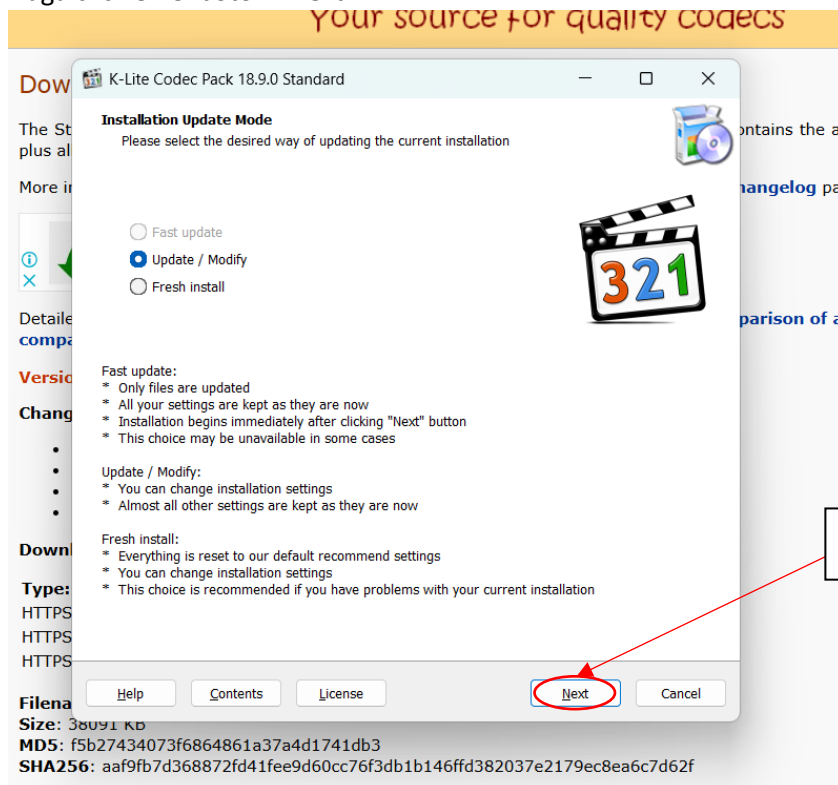 Your source for quality codecs
Dow
K-Lite Codec Pack 18.9.0 Standard
Installation Update Mode
Please select the desired way of updating the current installation
The St
ontains the a
plus al
More in
hangelog pa
Fast update
Update / Modify
Fresh install
321
Detaile
parison of a
compa
Versio
Chang
Fast update:
* Only files are updated
* All your settings are kept as they are now
* Installation begins immediately after clicking "Next" button
* This choice may be unavailable in some cases
Update / Modify:
* You can change installation settings
* Almost all other settings are kept as they are now
Fresh install:
* Everything is reset to our default recommend settings
* You can change installation settings
* This choice is recommended if you have problems with your current installation
Downl
Type:
HTTPS
HTTPS
HTTPS
Help Contents License Next Cancel
Filena
Size: 38091 KB
MD5: f5b27434073f6864861a37a4d1741db3
SHA256: aaf9fb7d368872fd41fee9d60cc76f3db1b146ffd382037e2179ec8ea6c7d62f